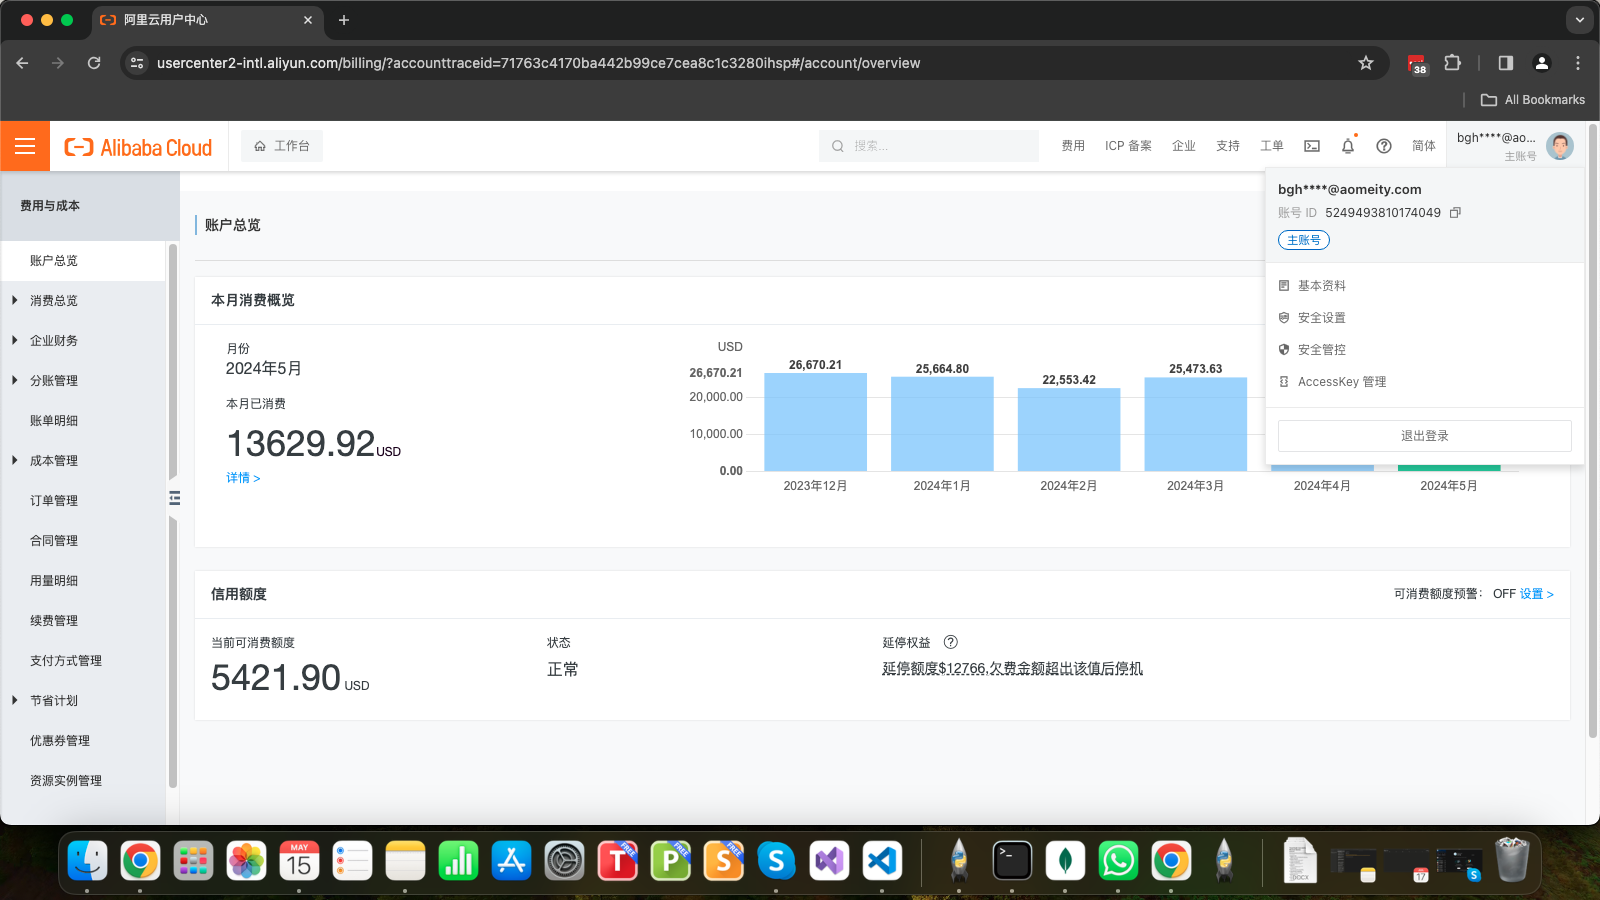 阿里云用户中心
usercenter2-intl.aliyun.com/billing/?accounttraceid=71763c4170ba442b99ce7cea8c1c3280ihsp#/account/overview
38
All Bookmarks
Alibaba Cloud
工作台
搜索...
费用
ICP 备案
企业
支持
工单
简体
bgh****@ao...
主账号
bgh****@aomeity.com
账号 ID 5249493810174049
主账号
基本资料
安全设置
安全管控
AccessKey 管理
退出登录
费用与成本
账户总览
消费总览
企业财务
分账管理
账单明细
成本管理
订单管理
合同管理
用量明细
续费管理
支付方式管理
节省计划
优惠券管理
资源实例管理
账户总览
本月消费概览
月份
2024年5月
本月已消费
13629.92USD
详情 >
USD
26,670.21
20,000.00
10,000.00
0.00
26,670.21
25,664.80
22,553.42
25,473.63
2023年12月
2024年1月
2024年2月
2024年3月
2024年4月
2024年5月
信用额度
可消费额度预警： OFF 设置 >
当前可消费额度
5421.90 USD
状态
正常
延停权益
延停额度$12766,欠费金额超出该值后停机
MAY
15
T
FREE
P
FREE
S
FREE
S
>_
DOCX
17
S